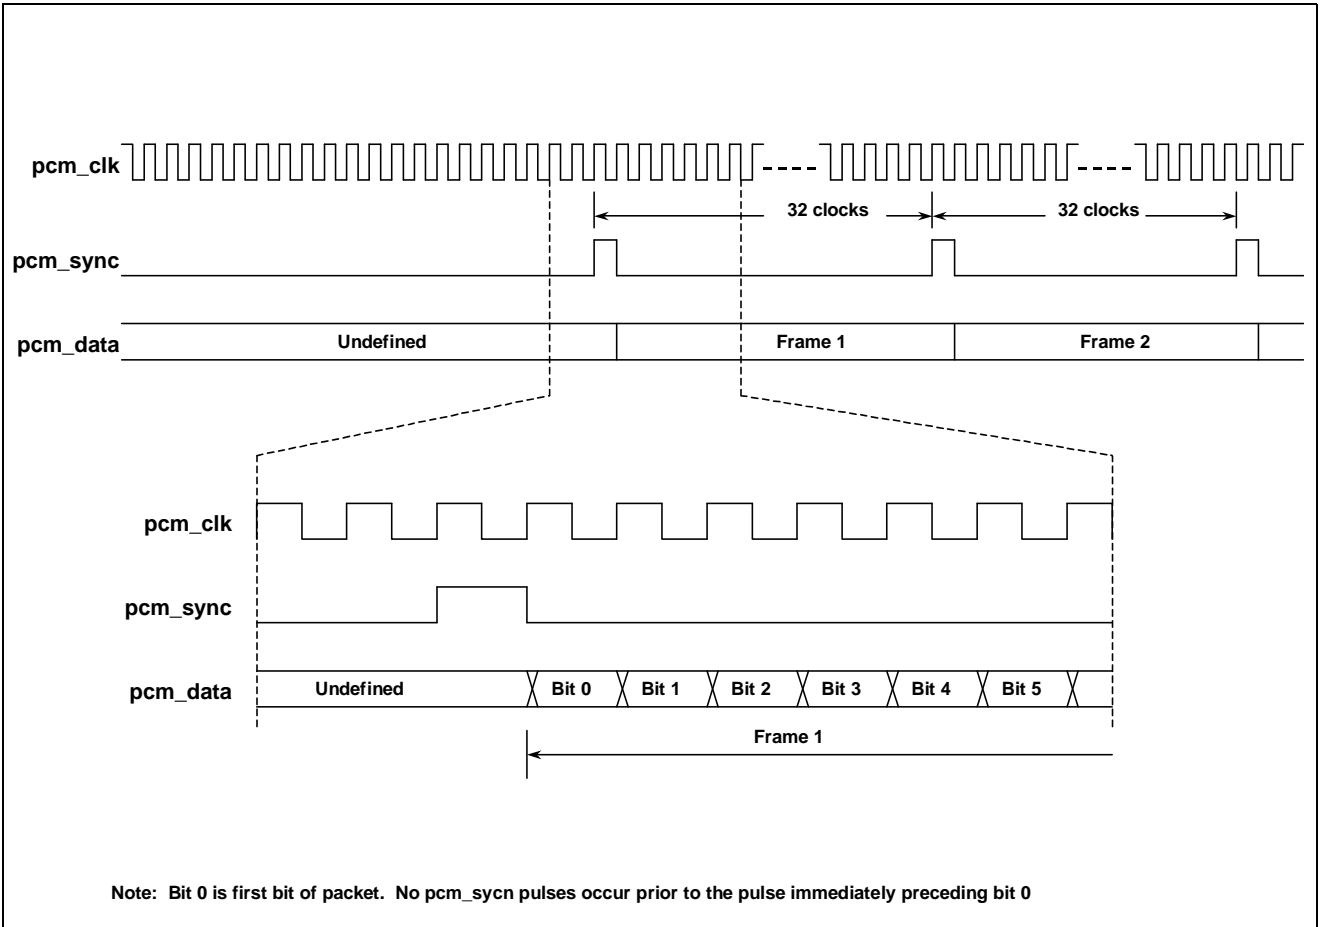 pcm_clk
32 clocks
32 clocks
pcm_sync
pcm_data
Undefined
Frame 1
Frame 2
pcm_clk
pcm_sync
pcm_data
Undefined
Bit 0
Bit 1
Bit 2
Bit 3
Bit 4
Bit 5
Frame 1
Note: Bit 0 is first bit of packet. No pcm_sycn pulses occur prior to the pulse immediately preceding bit 0